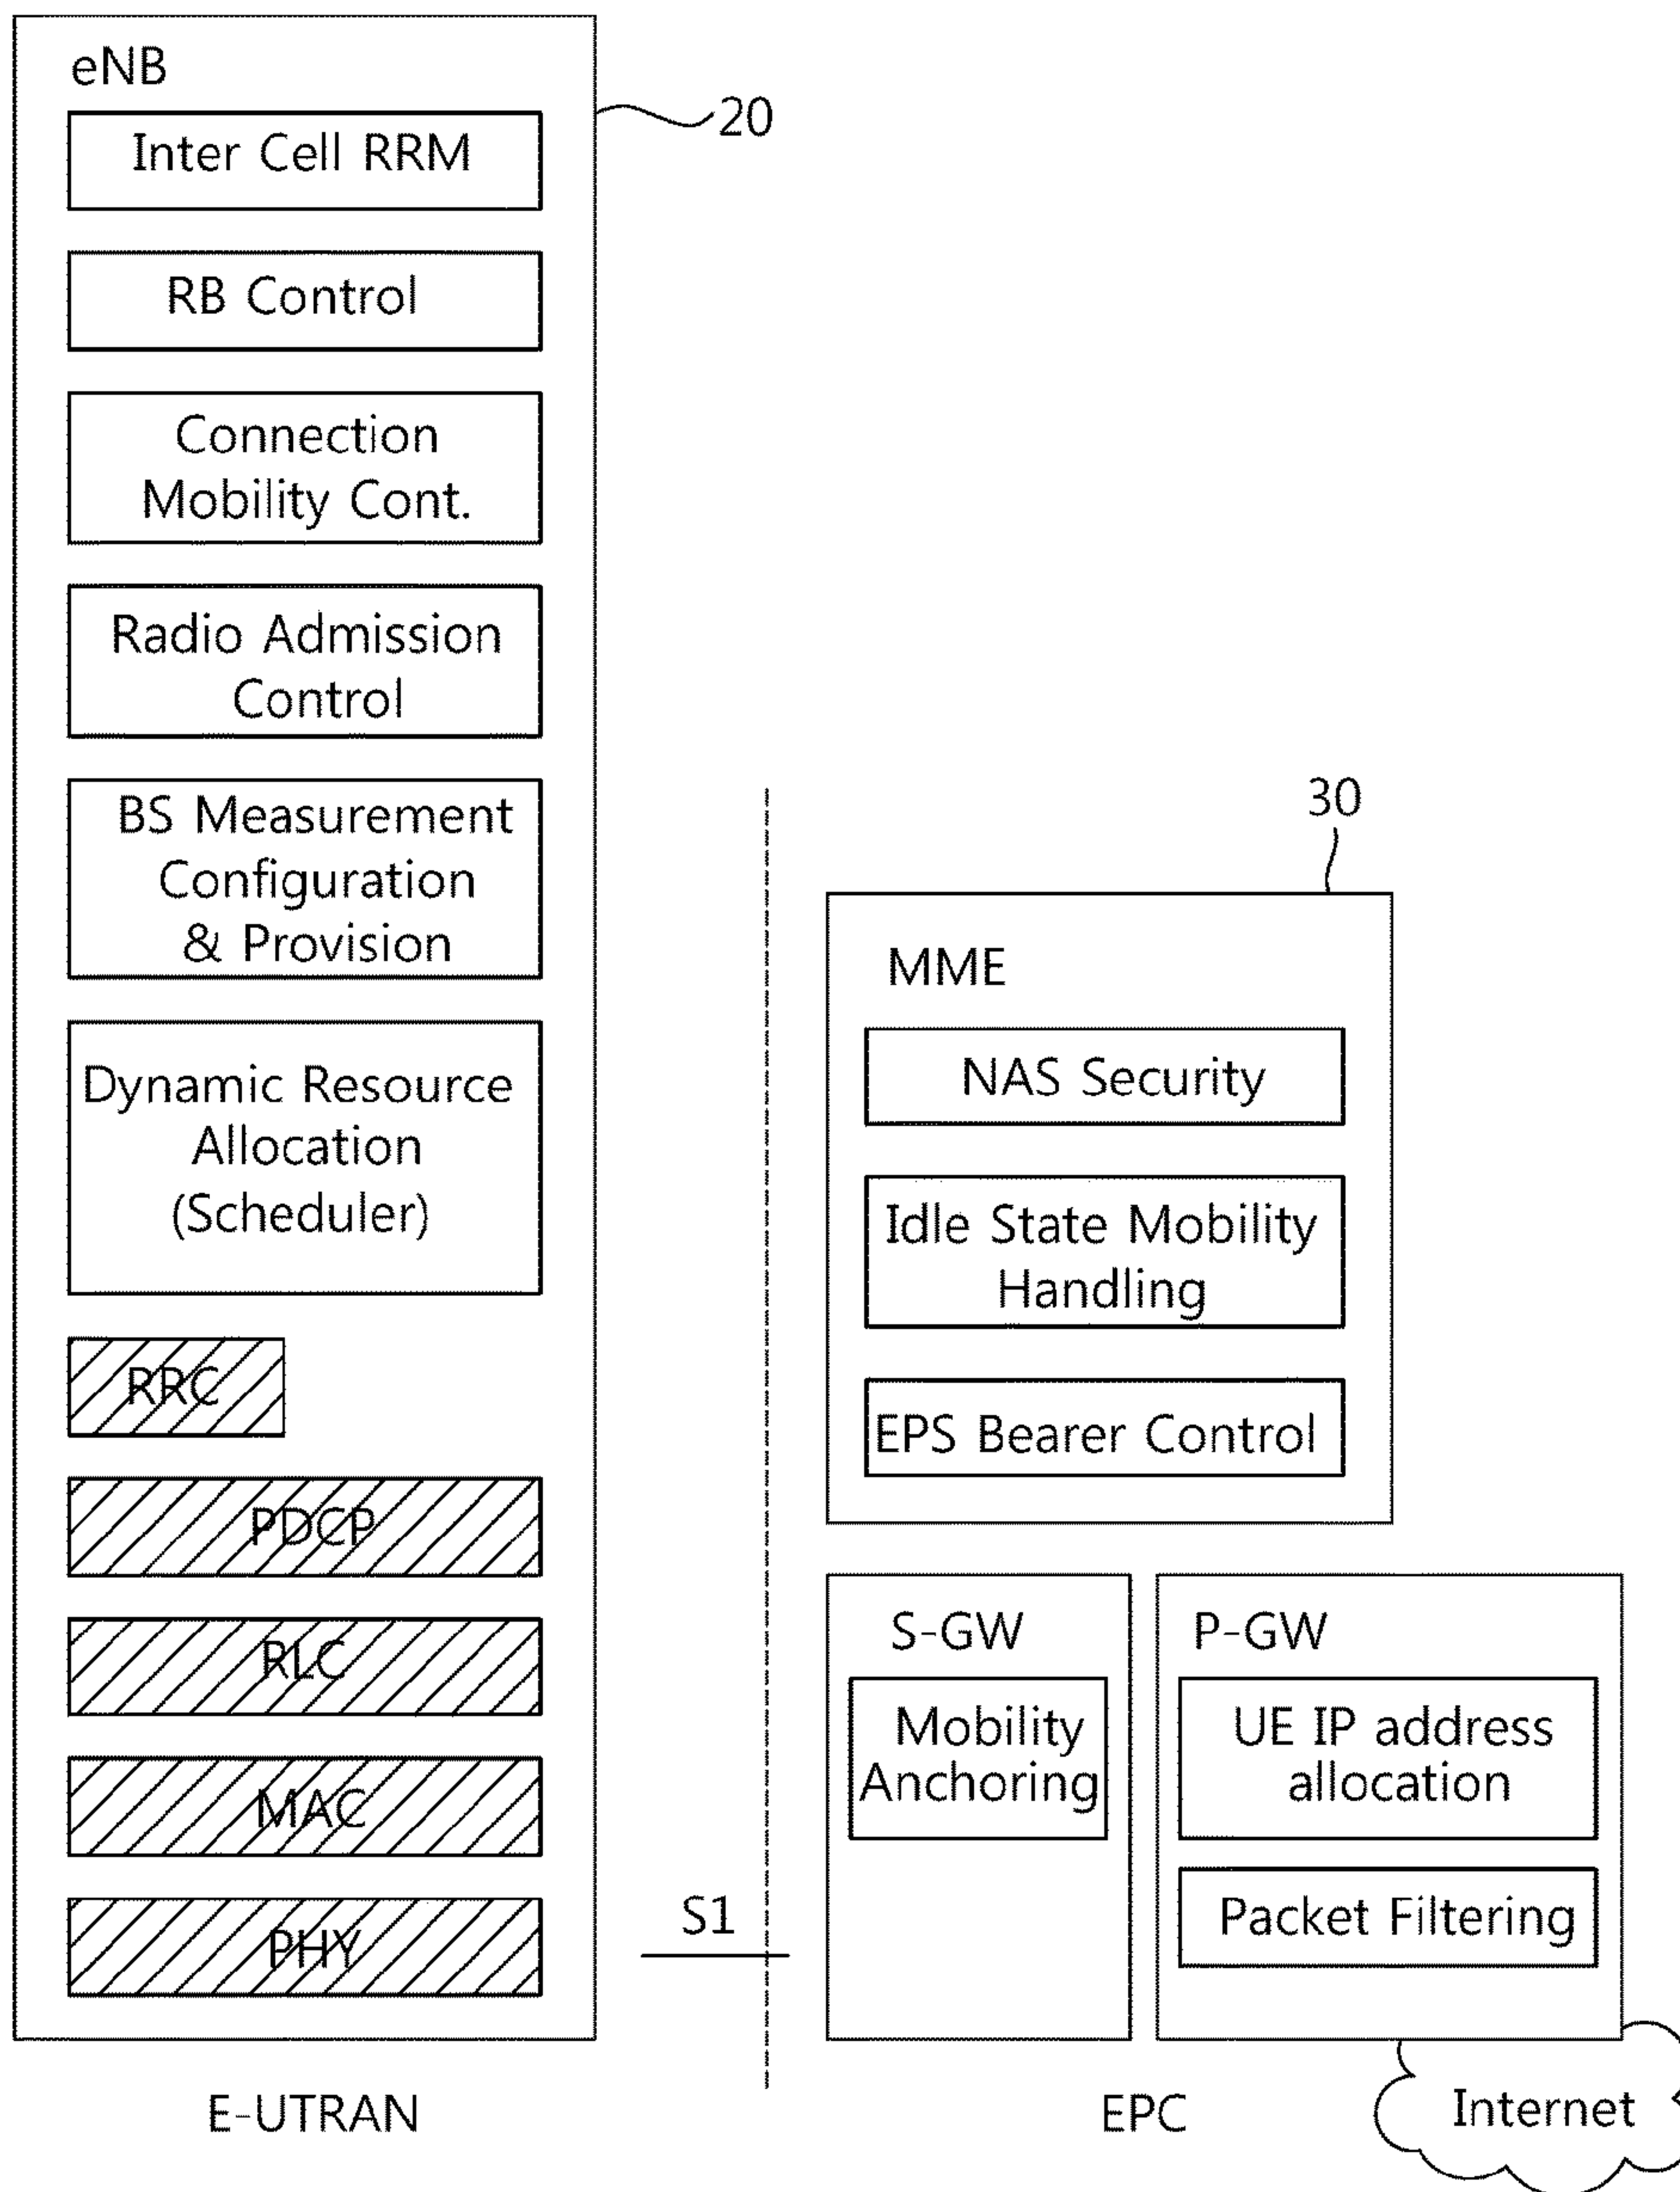 eNB
20
Inter Cell RRM
RB Control
Connection
Mobility Cont.
Radio Admission
Control
BS Measurement
Configuration
& Provision
Dynamic Resource
Allocation
(Scheduler)
RRC
PDCP
RLC
MAC
PHY
S1
E-UTRAN
30
MME
NAS Security
Idle State Mobility
Handling
EPS Bearer Control
S-GW
Mobility
Anchoring
P-GW
UE IP address
allocation
Packet Filtering
EPC
Internet